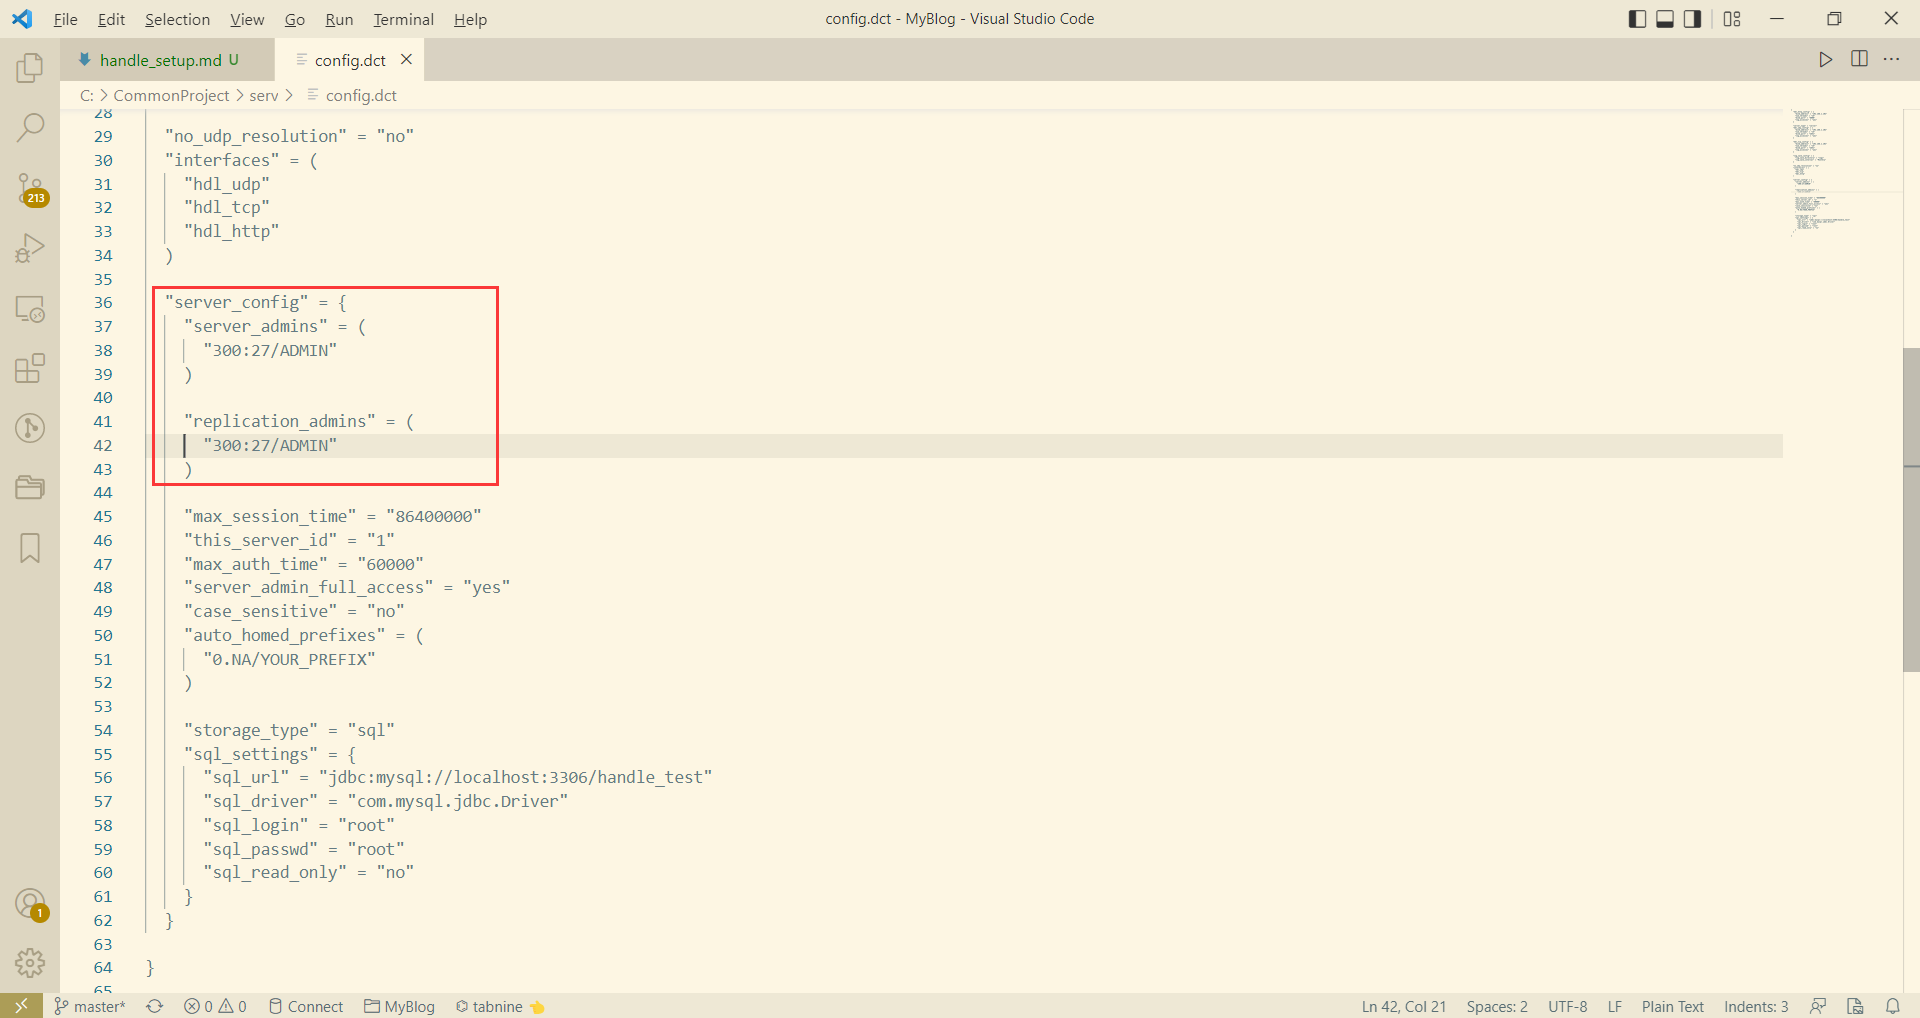 File Edit Selection View Go Run Terminal Help
config.dct - MyBlog - Visual Studio Code
handle_setup.md U
config.dct
C: > CommonProject > serv > config.dct
28
29 "no_udp_resolution" = "no"
30 "interfaces" = (
31 "hdl_udp"
32 "hdl_tcp"
33 "hdl_http"
34 )
35
36 "server_config" = {
37 "server_admins" = (
38 "300:27/ADMIN"
39 )
40
41 "replication_admins" = (
42 "300:27/ADMIN"
43 )
44
45 "max_session_time" = "86400000"
46 "this_server_id" = "1"
47 "max_auth_time" = "60000"
48 "server_admin_full_access" = "yes"
49 "case_sensitive" = "no"
50 "auto_homed_prefixes" = (
51 "0.NA/YOUR_PREFIX"
52 )
53
54 "storage_type" = "sql"
55 "sql_settings" = {
56 "sql_url" = "jdbc:mysql://localhost:3306/handle_test"
57 "sql_driver" = "com.mysql.jdbc.Driver"
58 "sql_login" = "root"
59 "sql_passwd" = "root"
60 "sql_read_only" = "no"
61 }
62 }
63
64 }
65
213
1
master* 0 0 Connect MyBlog tabnine
Ln 42, Col 21 Spaces: 2 UTF-8 LF Plain Text Indents: 3